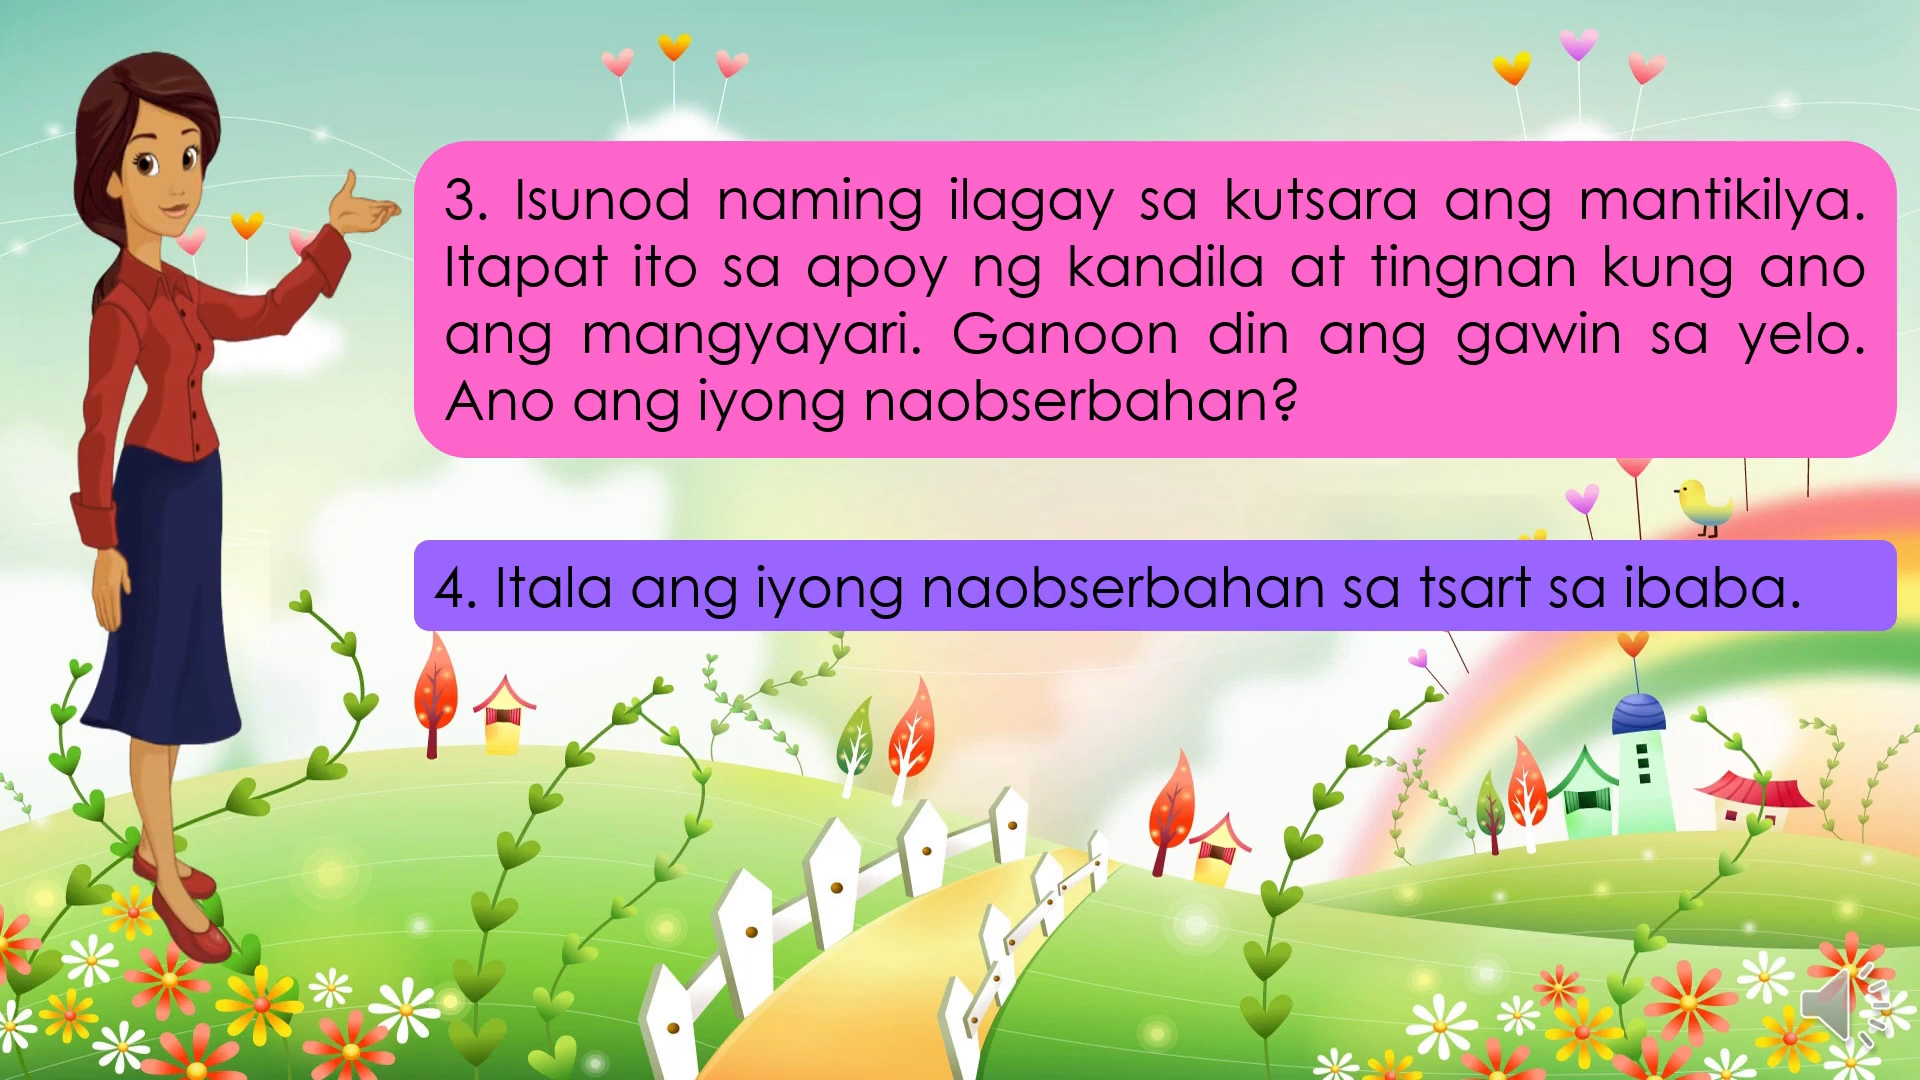 3. Isunod naming ilagay sa kutsara ang mantikilya.
Itapat ito sa apoy ng kandila at tingnan kung ano
ang mangyayari. Ganoon din ang gawin sa yelo.
Ano ang iyong naobserbahan?
4. Itala ang iyong naobserbahan sa tsart sa ibaba.